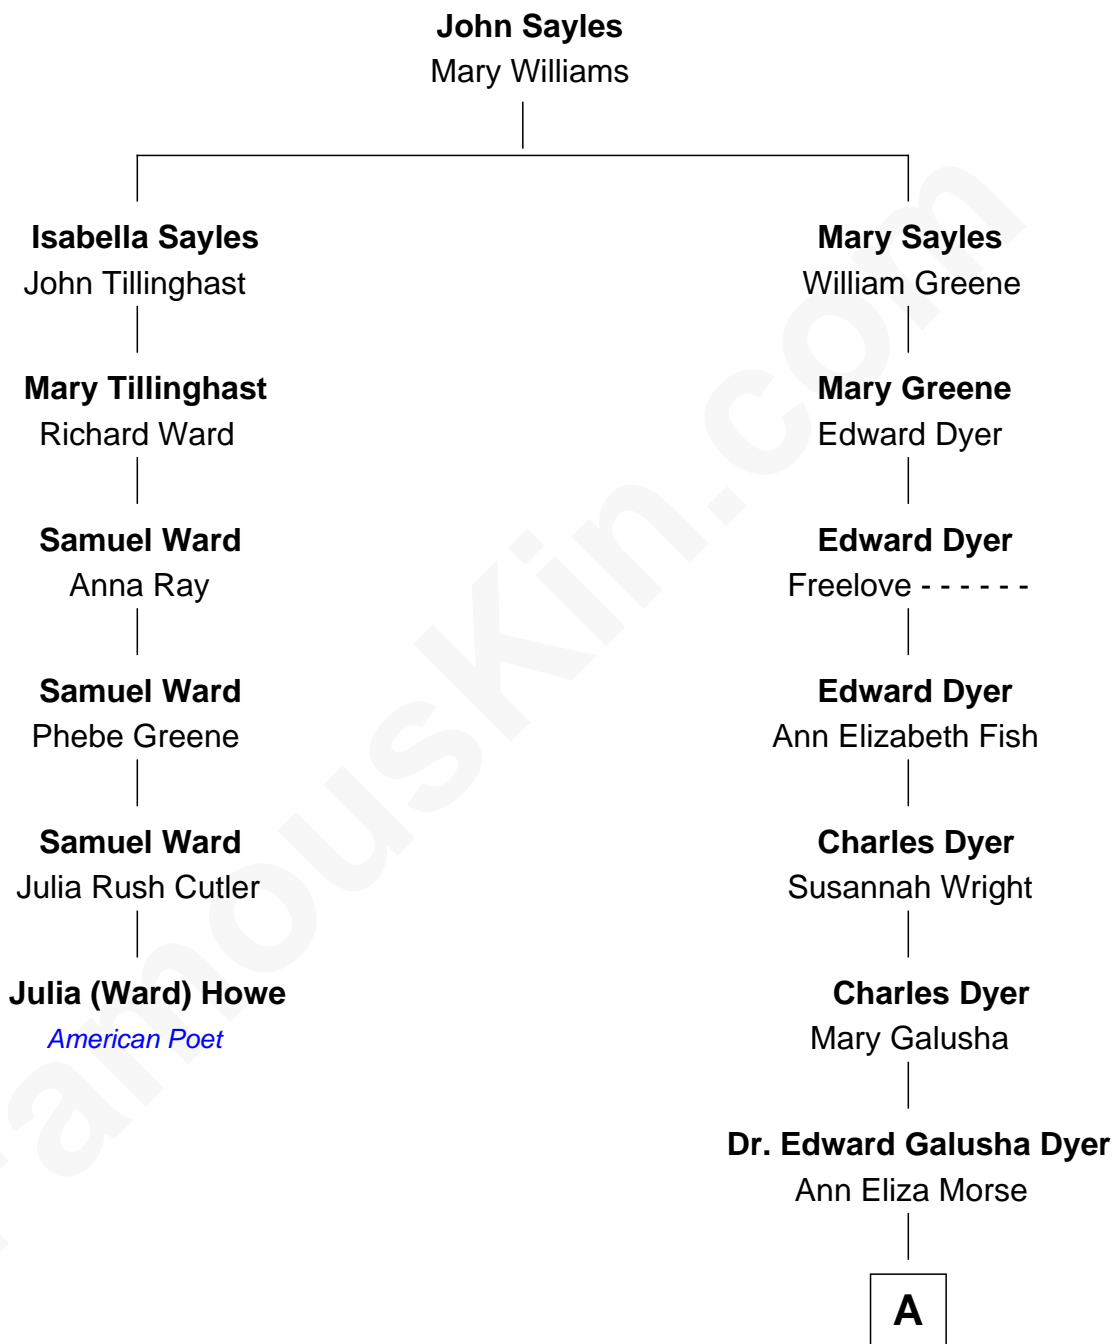 John Sayles
Mary Williams
Isabella Sayles
John Tillinghast
Mary Sayles
William Greene
Mary Tillinghast
Richard Ward
Mary Greene
Edward Dyer
Samuel Ward
Anna Ray
Edward Dyer
Freelove - - - - - -
Samuel Ward
Phebe Greene
Edward Dyer
Ann Elizabeth Fish
Samuel Ward
Julia Rush Cutler
Charles Dyer
Susannah Wright
Julia (Ward) Howe
American Poet
Charles Dyer
Mary Galusha
Dr. Edward Galusha Dyer
Ann Eliza Morse
A
FamousKin.com